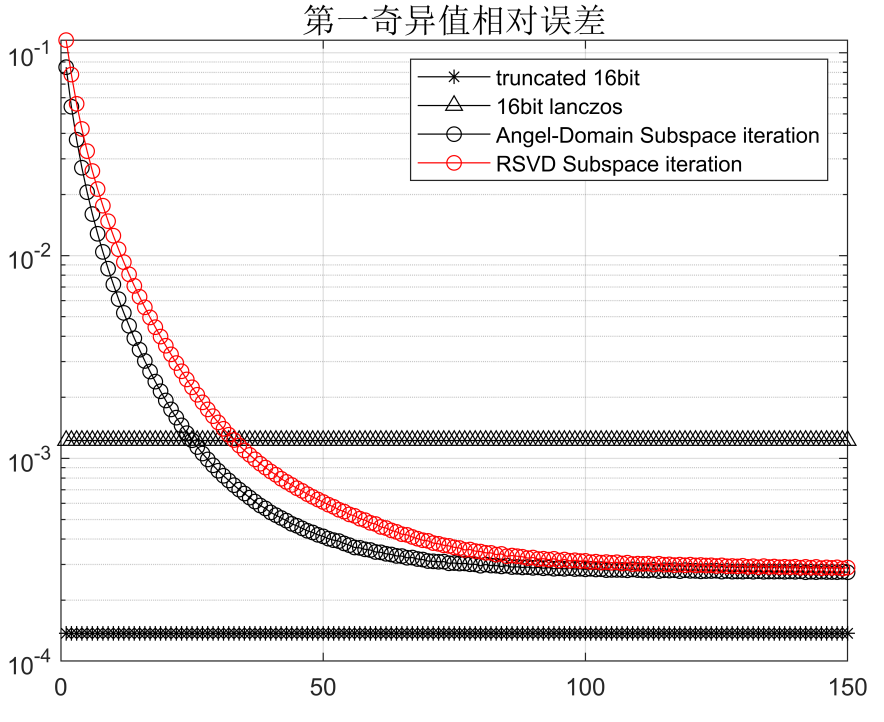 第一奇异值相对误差
10-1
10-2
10-3
10-4
0
50
100
150
truncated 16bit
16bit lanczos
Angel-Domain Subspace iteration
RSVD Subspace iteration